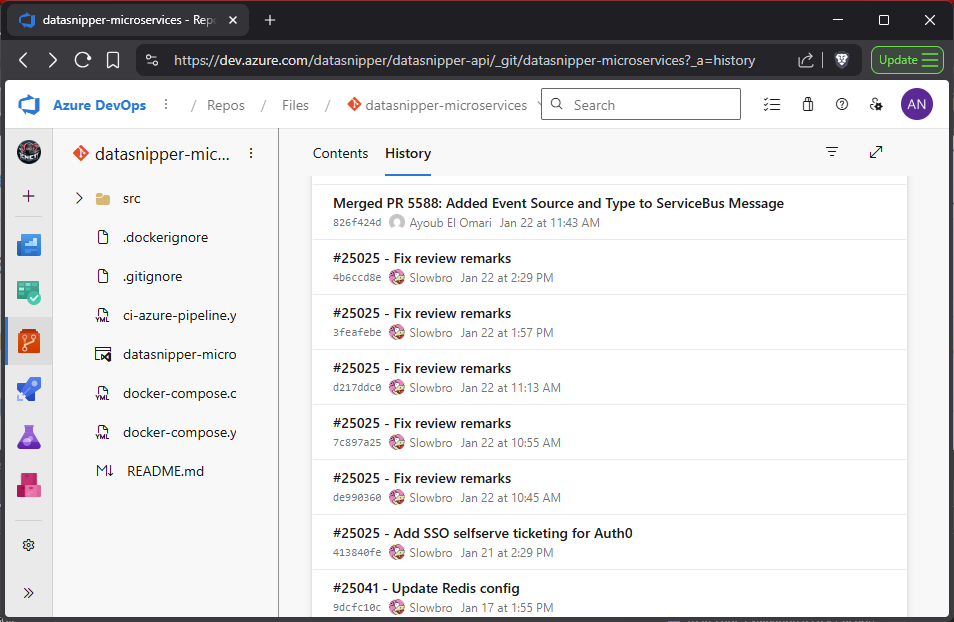 datasnipper-microservices - Repo
https://dev.azure.com/datasnipper/datasnipper-api/_git/datasnipper-microservices?_a=history
Update
Azure DevOps / Repos / Files / datasnipper-microservices
Search
AN
datasnipper-mic...
src
.dockerignore
.gitignore
ci-azure-pipeline.y
datasnipper-micro
docker-compose.c
docker-compose.y
README.md
Contents History
Merged PR 5588: Added Event Source and Type to ServiceBus Message
826f424d Ayoub El Omari Jan 22 at 11:43 AM
#25025 - Fix review remarks
4b6ccd8e Slowbro Jan 22 at 2:29 PM
#25025 - Fix review remarks
3feafebe Slowbro Jan 22 at 1:57 PM
#25025 - Fix review remarks
d217ddc0 Slowbro Jan 22 at 11:13 AM
#25025 - Fix review remarks
7c897a25 Slowbro Jan 22 at 10:55 AM
#25025 - Fix review remarks
de990360 Slowbro Jan 22 at 10:45 AM
#25025 - Add SSO selfserve ticketing for Auth0
413840fe Slowbro Jan 21 at 2:29 PM
#25041 - Update Redis config
9dcfc10c Slowbro Jan 17 at 1:55 PM